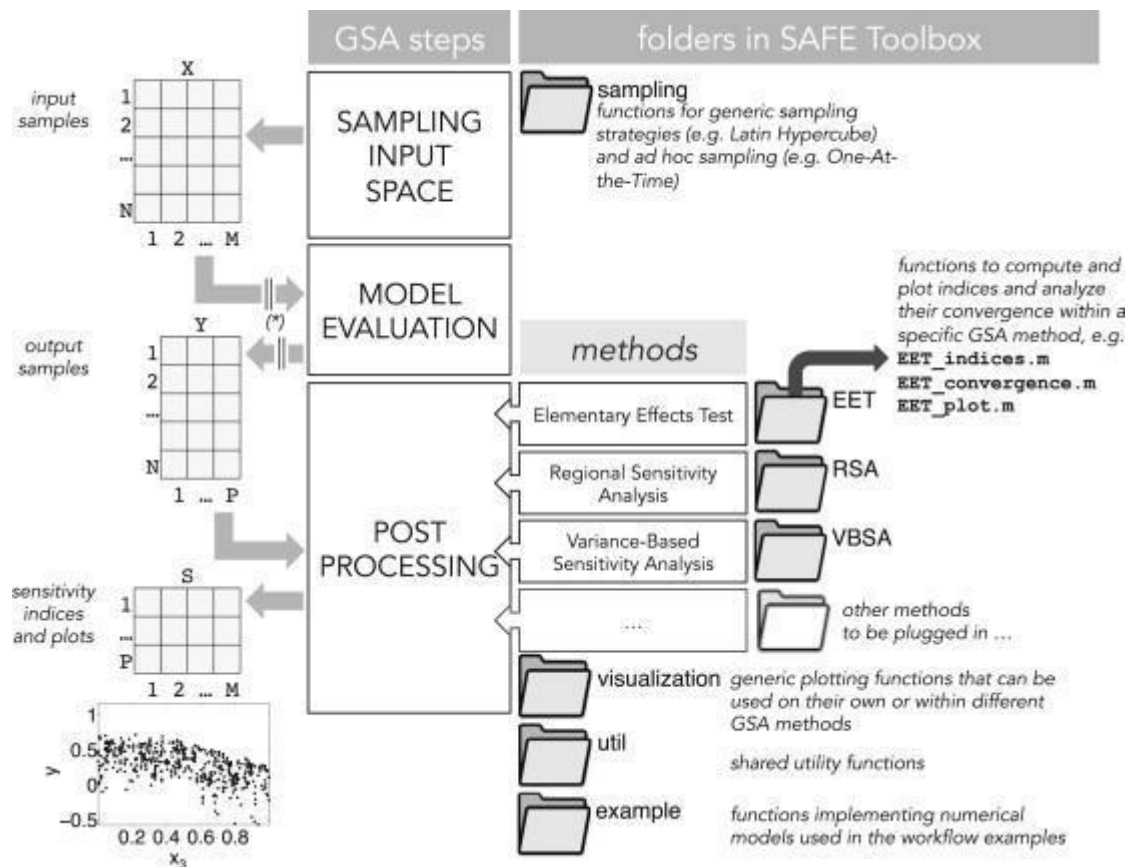 GSA steps
folders in SAFE Toolbox
input
samples
X
1
2
...
N
1 2 ... M
SAMPLING
INPUT
SPACE
sampling
functions for generic sampling
strategies (e.g. Latin Hypercube)
and ad hoc sampling (e.g. One-At-
the-Time)
(*)
MODEL
EVALUATION
output
samples
Y
1
2
...
N
1 ... P
methods
functions to compute and
plot indices and analyze
their convergence within a
specific GSA method, e.g.
EET_indices.m
EET_convergence.m
EET_plot.m
Elementary Effects Test
EET
Regional Sensitivity
Analysis
RSA
POST
PROCESSING
Variance-Based
Sensitivity Analysis
VBSA
...
other methods
to be plugged in ...
sensitivity
indices
and plots
S
1
...
P
1 2 ... M
visualization
generic plotting functions that can be
used on their own or within different
GSA methods
util
shared utility functions
example
functions implementing numerical
models used in the workflow examples
1
0.5
0
-0.5
y
0.2 0.4 0.6 0.8
x3